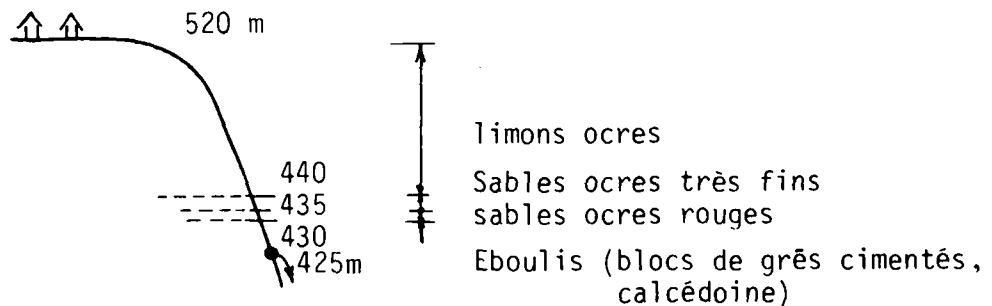 520 m
limons ocres
440
Sables ocres très fins
435
sables ocres rouges
430
425m
Eboulis (blocs de grēs cimentés,
calcédoine)